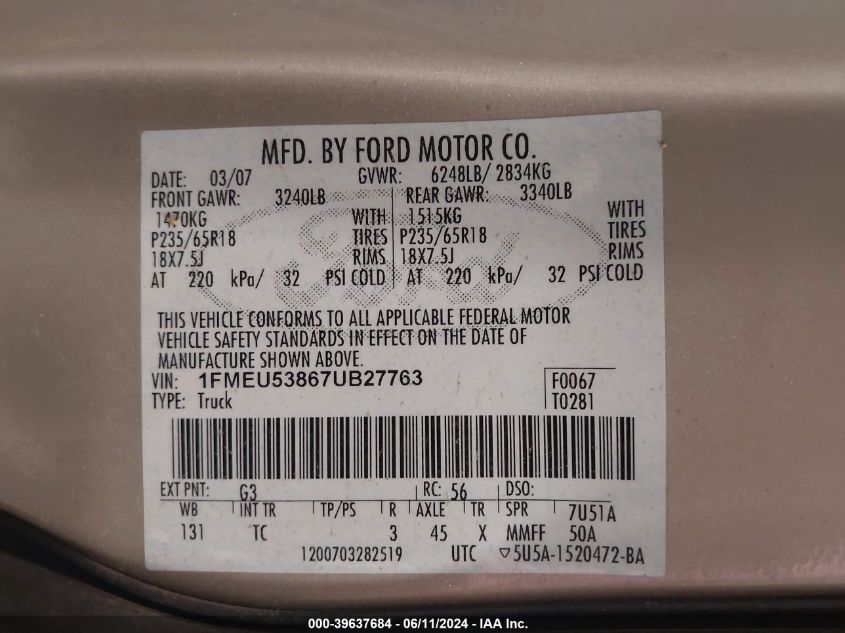 MFD. BY FORD MOTOR CO.
DATE: 03/07 GVWR: 6248LB/ 2834KG
FRONT GAWR: 3240LB REAR GAWR: 3340LB
1470KG WITH 1515KG WITH
P235/65R18 TIRES P235/65R18 TIRES
18X7.5J RIMS 18X7.5J RIMS
AT 220 kPa/ 32 PSI COLD AT 220 kPa/ 32 PSI COLD
Ford
THIS VEHICLE CONFORMS TO ALL APPLICABLE FEDERAL MOTOR
VEHICLE SAFETY STANDARDS IN EFFECT ON THE DATE OF
MANUFACTURE SHOWN ABOVE.
VIN: 1FMEU53867UB27763 F0067
TYPE: Truck T0281
EXT PNT: G3 RC: 56 DSO:
WB INT TR TP/PS R AXLE TR SPR 7U51A
131 TC 3 45 X MMFF 50A
1200703282519 UTC ▽5U5A-1520472-BA
000-39637684 - 06/11/2024 - IAA Inc.